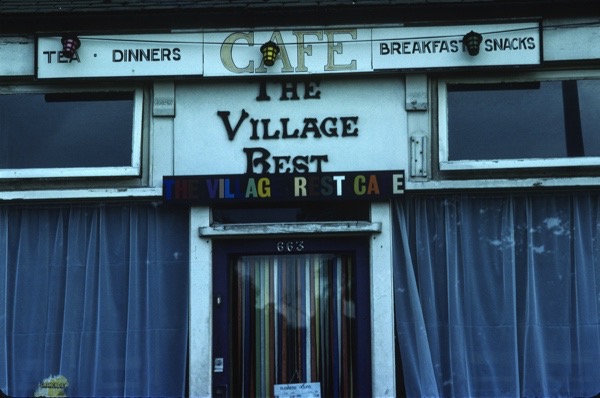 TEA · DINNERS
CAFE
BREAKFAST SNACKS
THE
VILLAGE
REST
THE VILLAGE REST CAFE
663